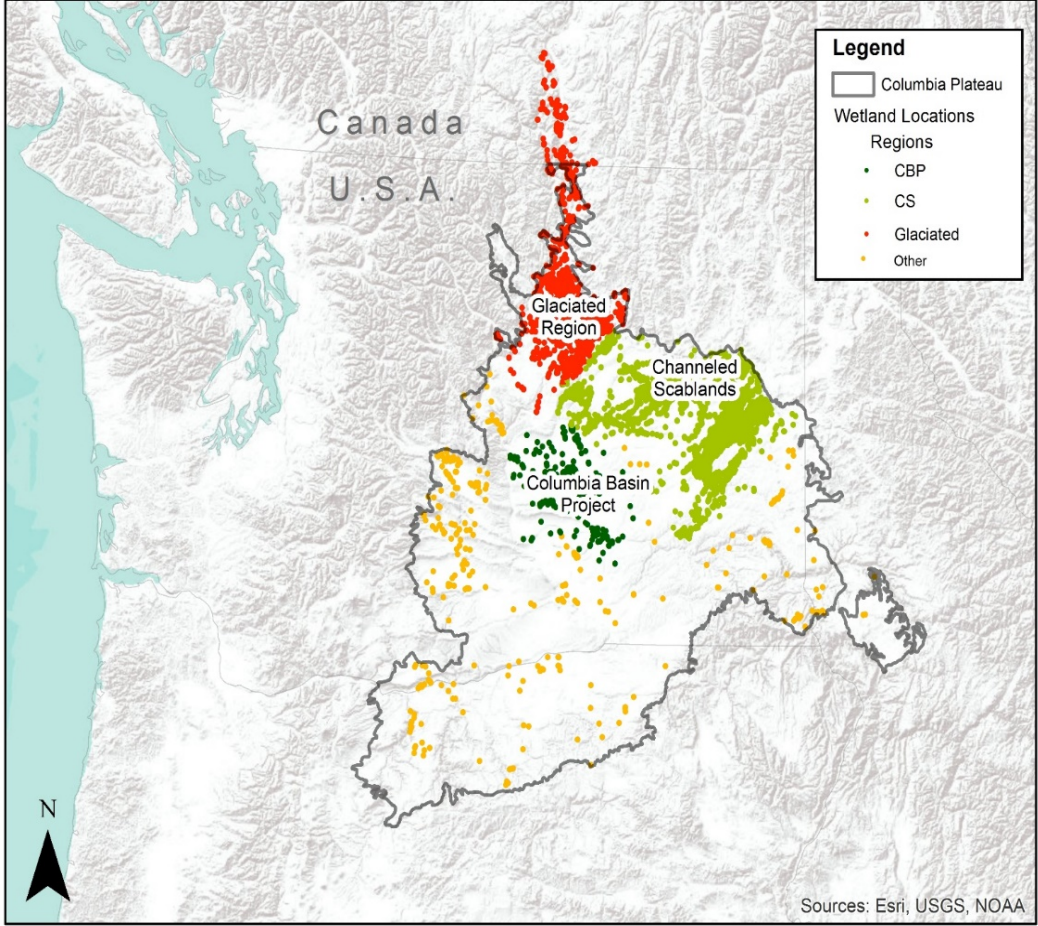 Legend
Columbia Plateau
Wetland Locations
Regions
CBP
CS
Glaciated
Other
Canada
U.S.A.
Glaciated
Region
Channeled
Scablands
Columbia Basin
Project
N
Sources: Esri, USGS, NOAA